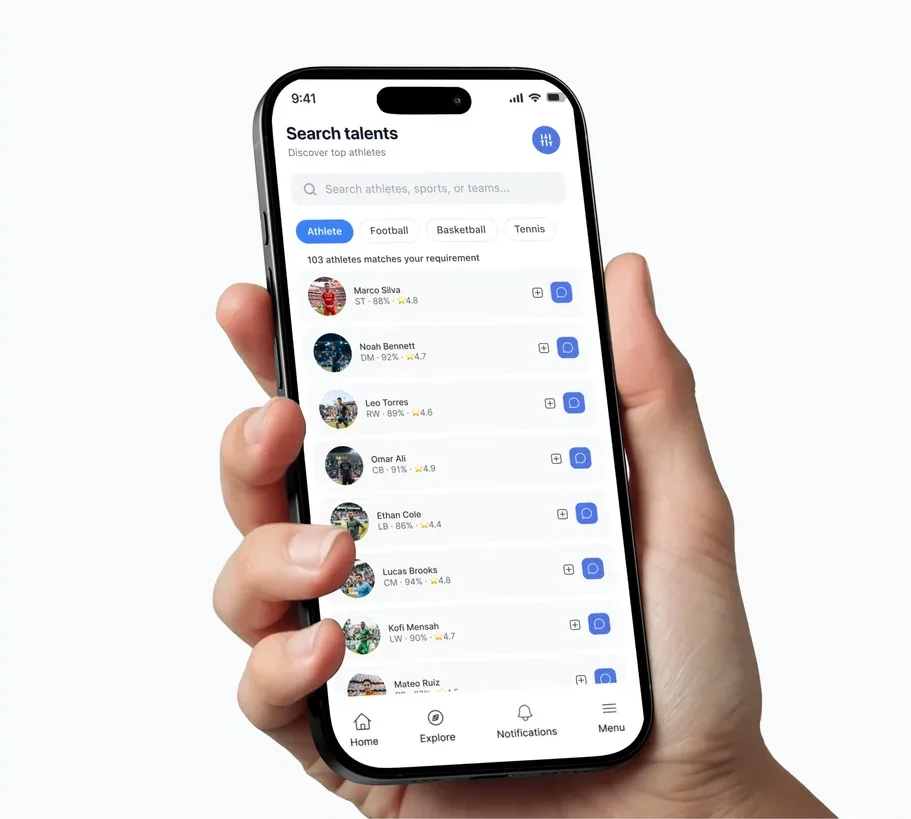 9:41
Search talents
Discover top athletes
Search athletes, sports, or teams...
Athlete Football Basketball Tennis
103 athletes matches your requirement
Marco Silva
ST · 88% · ⭐4.8
Noah Bennett
DM · 92% · ⭐4.7
Leo Torres
RW · 89% · ⭐4.6
Omar Ali
CB · 91% · ⭐4.9
Ethan Cole
LB · 86% · ⭐4.4
Lucas Brooks
CM · 94% · ⭐4.8
Kofi Mensah
LW · 90% · ⭐4.7
Mateo Ruiz
Home Explore Notifications Menu